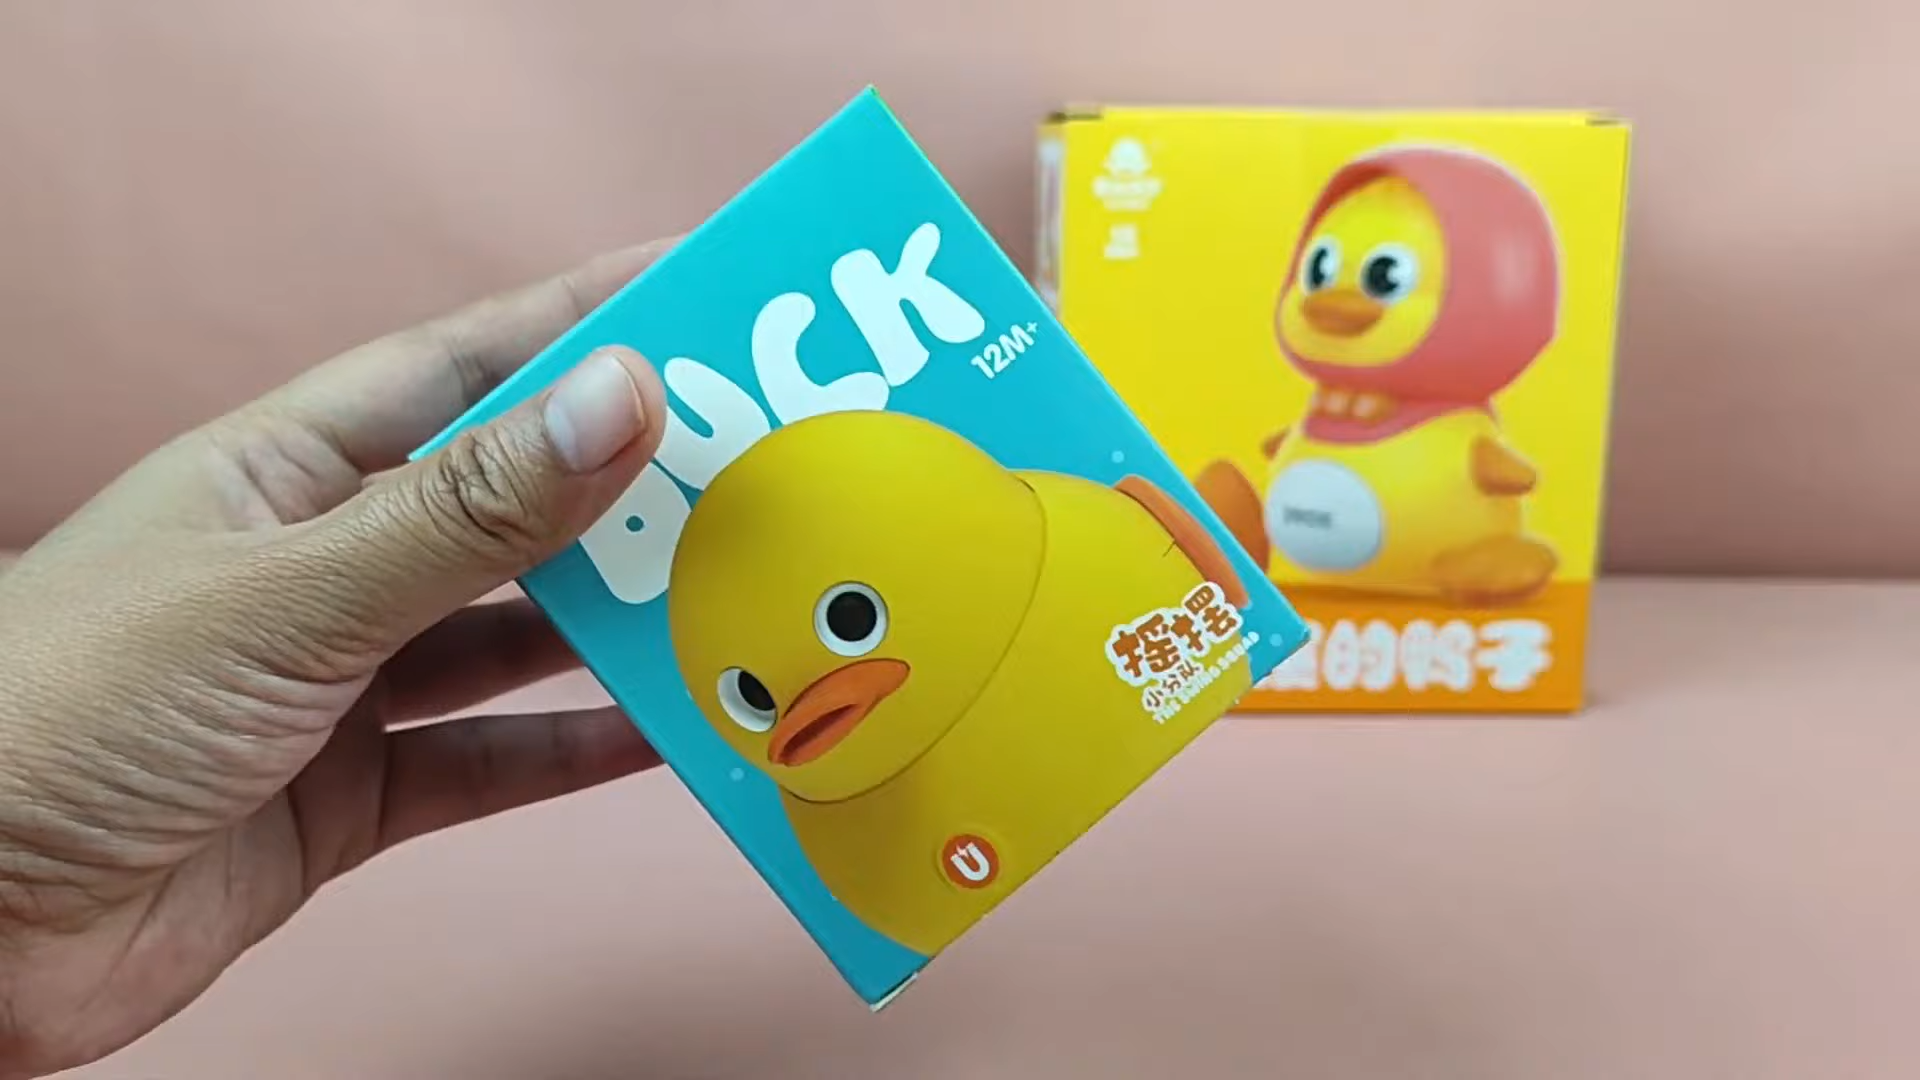 DUCK
12M+
摇摆
小分队
THE SWING SQUAD
的鸭子